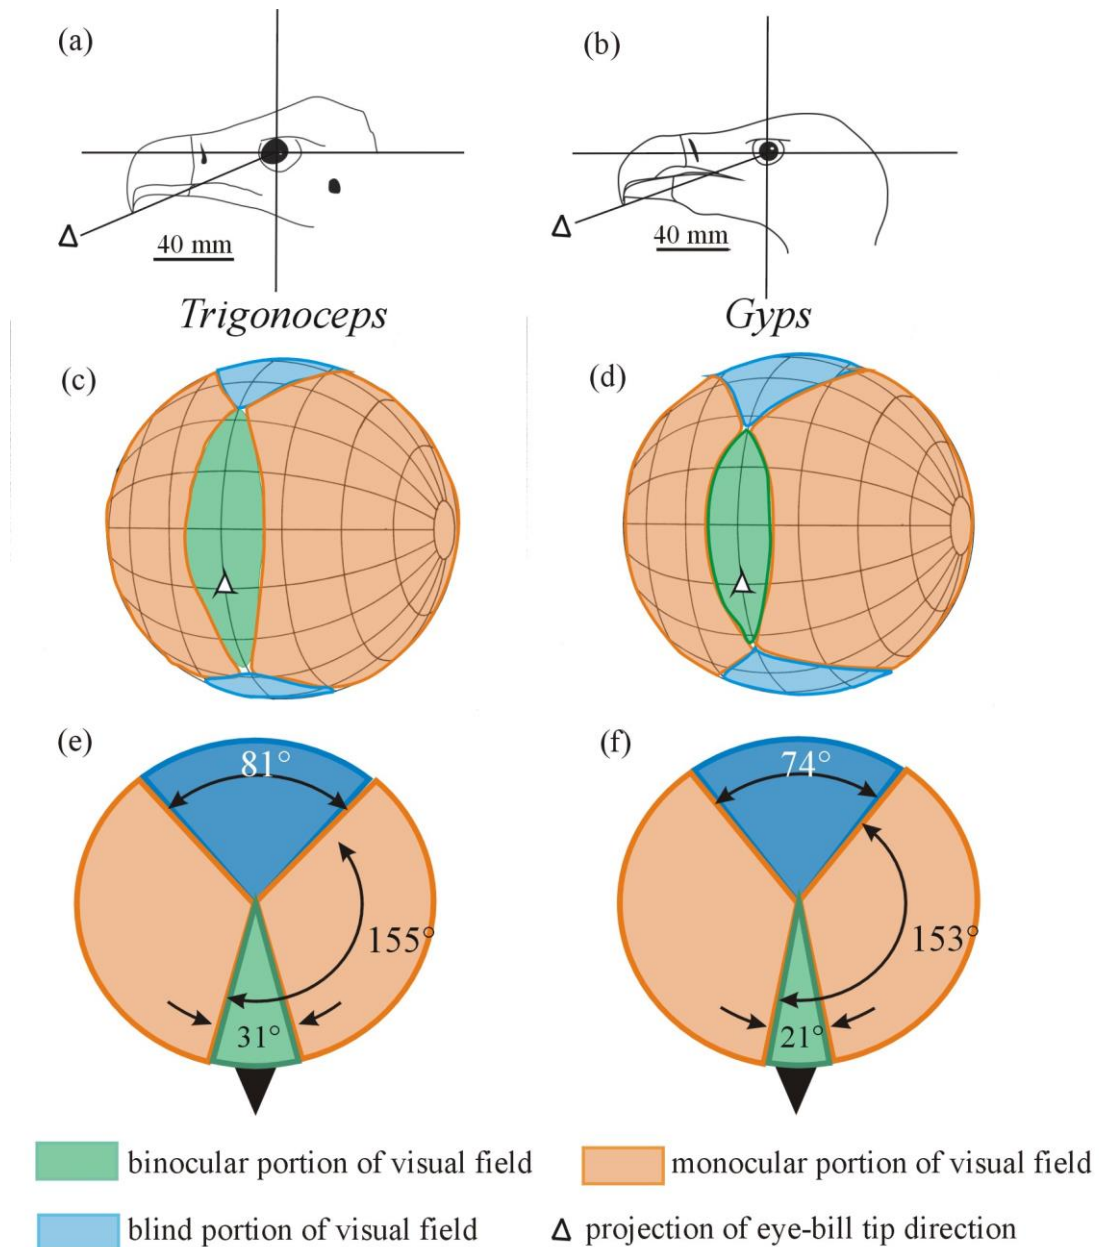 (a)
(b)
Δ
40 mm
Δ
40 mm
Trigonoceps
Gyps
(c)
(d)
(e)
(f)
81°
74°
155°
153°
31°
21°
binocular portion of visual field
monocular portion of visual field
blind portion of visual field
Δ projection of eye-bill tip direction